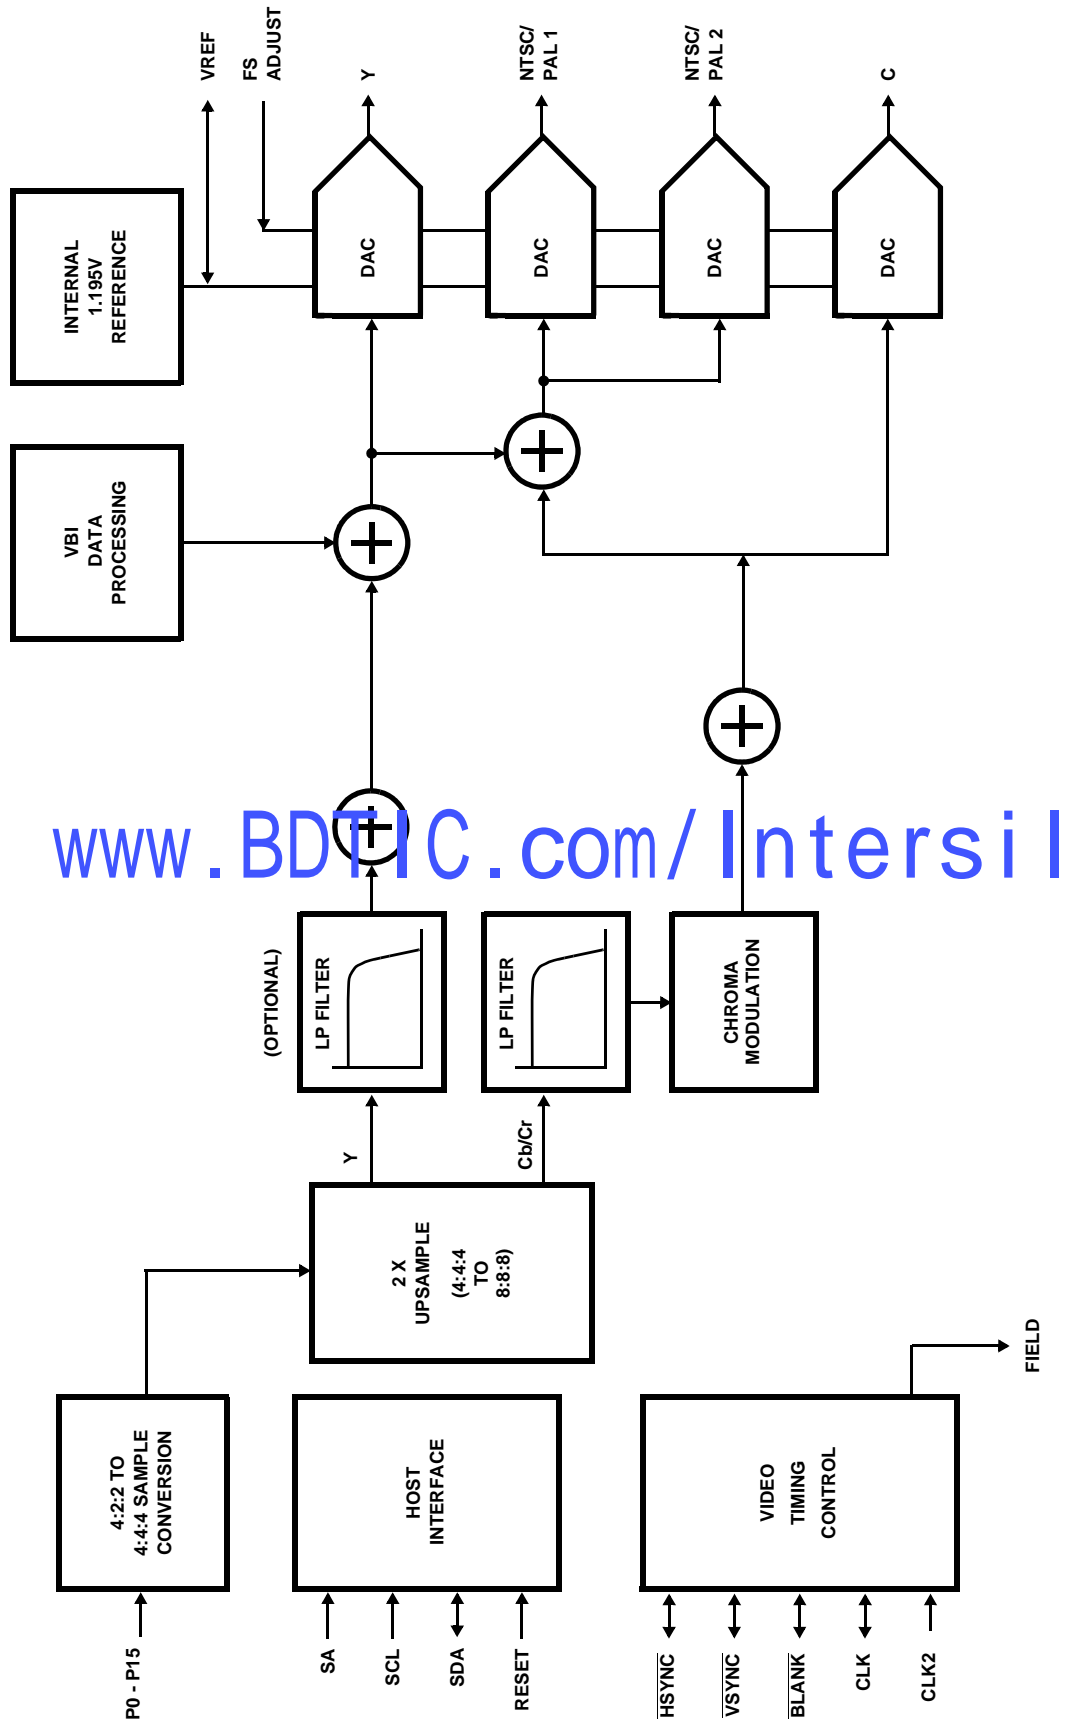 P0 - P15
4:2:2 TO
4:4:4 SAMPLE
CONVERSION
SA
SCL
SDA
RESET
HOST
INTERFACE
HSYNC
VSYNC
BLANK
CLK
CLK2
VIDEO
TIMING
CONTROL
FIELD
2 X
UPSAMPLE
(4:4:4
TO
8:8:8)
Y
Cb/Cr
(OPTIONAL)
LP FILTER
LP FILTER
CHROMA
MODULATION
www.BDTIC.com/Intersil
VBI
DATA
PROCESSING
INTERNAL
1.195V
REFERENCE
DAC
DAC
DAC
DAC
VREF
FS
ADJUST
Y
NTSC/
PAL 1
NTSC/
PAL 2
C